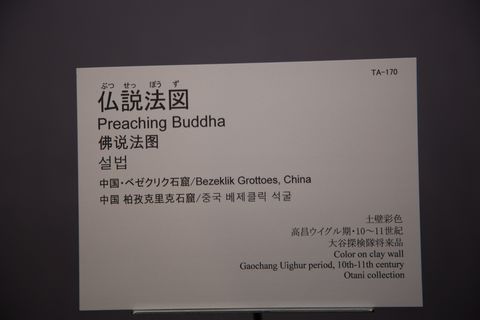 TA-170
ぶつ せっ ぽう ず
仏説法図
Preaching Buddha
佛说法图
설법
中国・ベゼクリク石窟/Bezeklik Grottoes, China
中国 柏孜克里克石窟/중국 베제클릭 석굴
土壁彩色
高昌ウイグル期・10〜11世紀
大谷探検隊将来品
Color on clay wall
Gaochang Uighur period, 10th-11th century
Otani collection